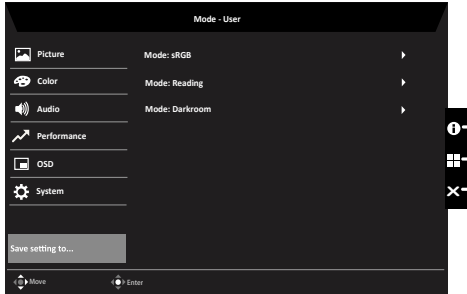 Mode - User
Picture
Color
Audio
Performance
OSD
System
Save setting to...
Mode: sRGB
Mode: Reading
Mode: Darkroom
Move
Enter